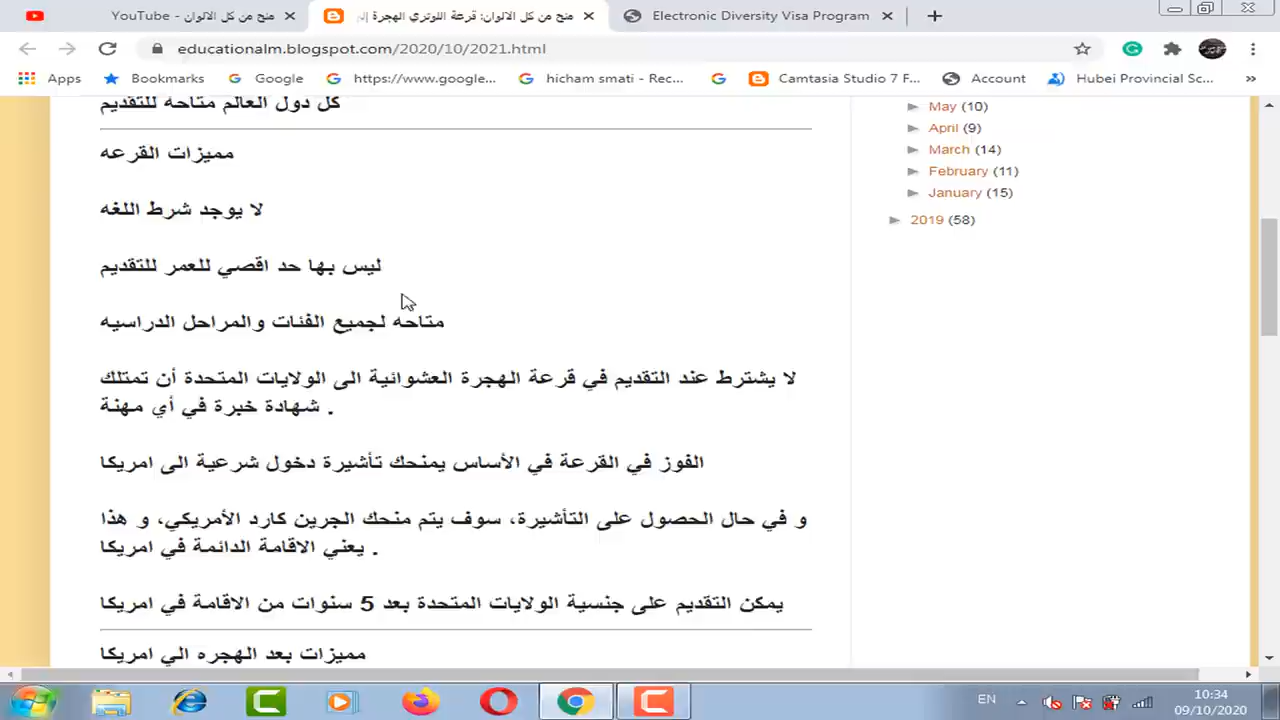 منح من كل الالوان - YouTube
منح من كل الالوان: قرعة اللوتري الهجرة إلى
Electronic Diversity Visa Program
educationalm.blogspot.com/2020/10/2021.html
Apps
Bookmarks
Google
https://www.google...
hicham smati - Rec...
Camtasia Studio 7 F...
Account
Hubei Provincial Sc...
»
كل دول العالم متاحه للتقديم
مميزات القرعه
لا يوجد شرط اللغه
ليس بها حد اقصي للعمر للتقديم
متاحه لجميع الفئات والمراحل الدراسيه
لا يشترط عند التقديم في قرعة الهجرة العشوائية الى الولايات المتحدة أن تمتلك
شهادة خبرة في أي مهنة .
الفوز في القرعة في الأساس يمنحك تأشيرة دخول شرعية الى امريكا
و في حال الحصول على التأشيرة، سوف يتم منحك الجرين كارد الأمريكي، و هذا
يعني الاقامة الدائمة في امريكا .
يمكن التقديم على جنسية الولايات المتحدة بعد 5 سنوات من الاقامة في امريكا
مميزات بعد الهجره الي امريكا
May (10)
April (9)
March (14)
February (11)
January (15)
2019 (58)
EN
10:34
09/10/2020